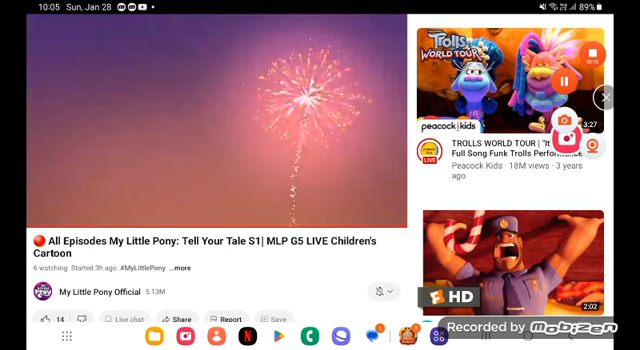 10:05 Sun, Jan 28
89%
TROLLS
WORLD TOUR
00:10
peacock kids
3:27
LIVE
TROLLS WORLD TOUR | "It
Full Song Funk Trolls Performance
Peacock Kids · 18M views · 3 years
ago
All Episodes My Little Pony: Tell Your Tale S1| MLP G5 LIVE Children's
Cartoon
6 watching Started 3h ago #MyLittlePony ...more
My Little Pony Official 5.13M
14
Live chat
Share
Report
Save
HD
2:02
Recorded by mobizen